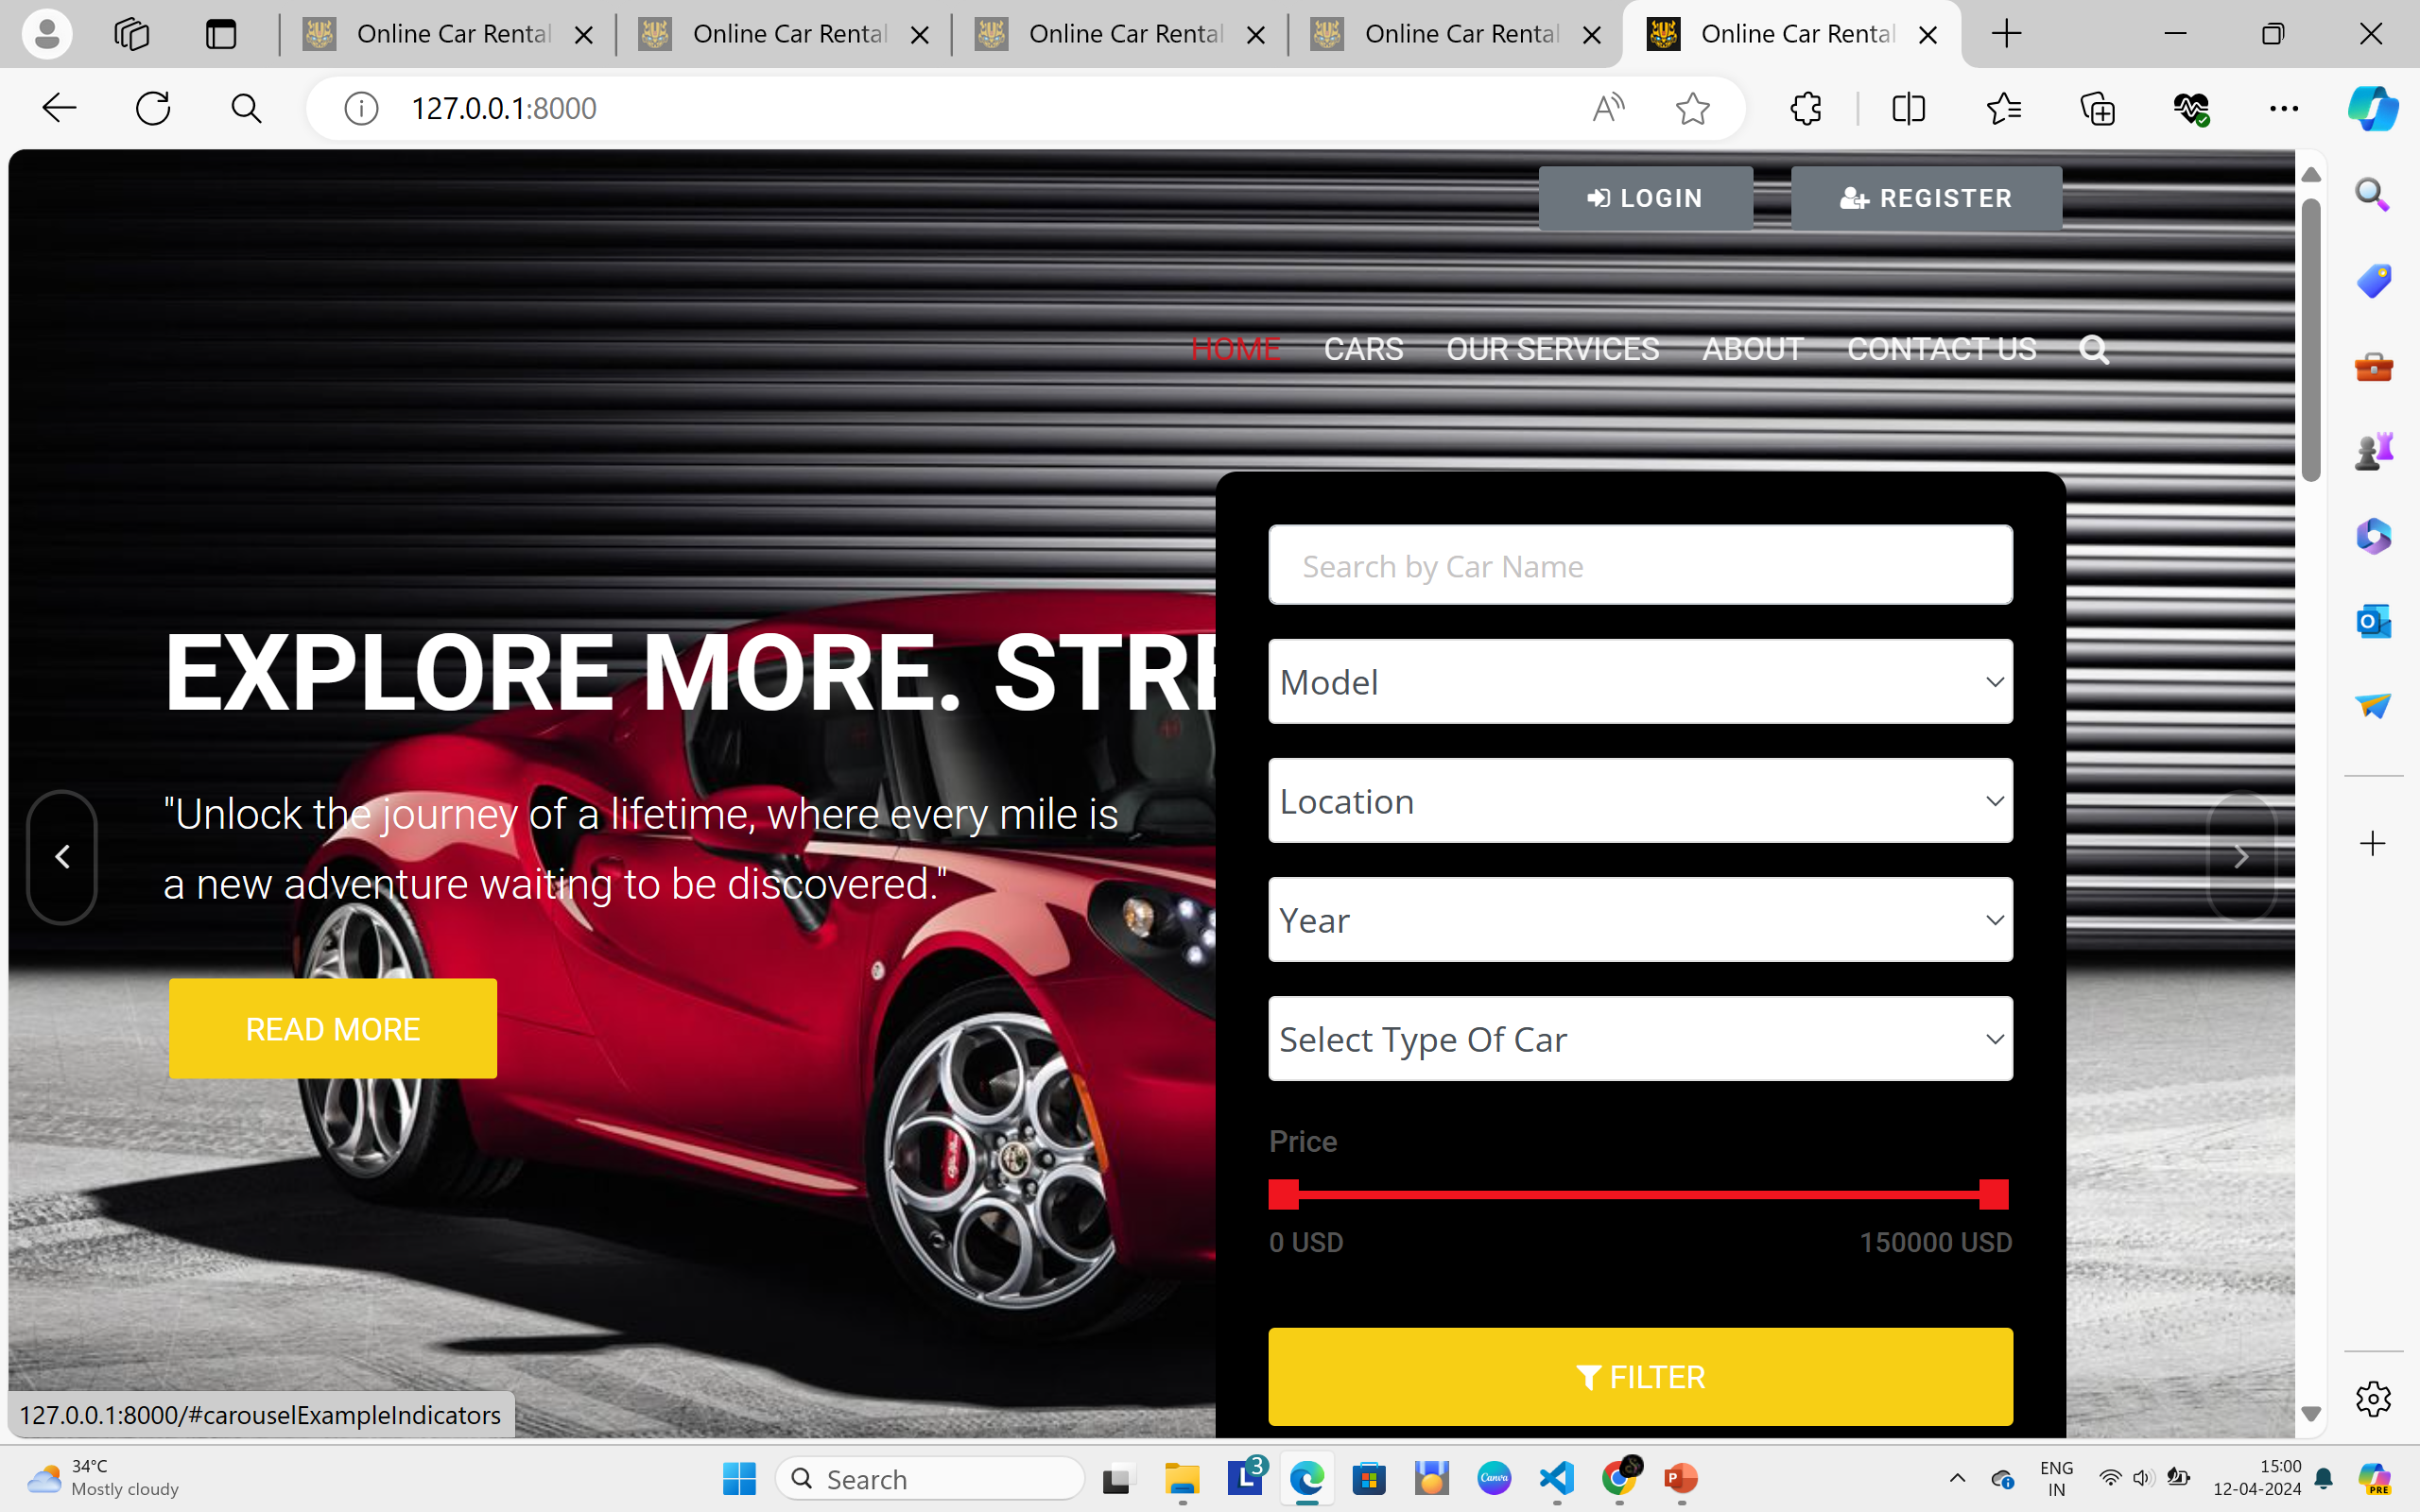 Online Car Rental
Online Car Rental
Online Car Rental
Online Car Rental
Online Car Rental
127.0.0.1:8000
LOGIN
REGISTER
HOME CARS OUR SERVICES ABOUT CONTACT US
Search by Car Name
EXPLORE MORE. STRE
Model
"Unlock the journey of a lifetime, where every mile is
a new adventure waiting to be discovered."
Location
Year
READ MORE
Select Type Of Car
Price
0 USD
150000 USD
FILTER
127.0.0.1:8000/#carouselExampleIndicators
34°C
Mostly cloudy
Search
3
Canva
ENG
IN
15:00
12-04-2024
PRE